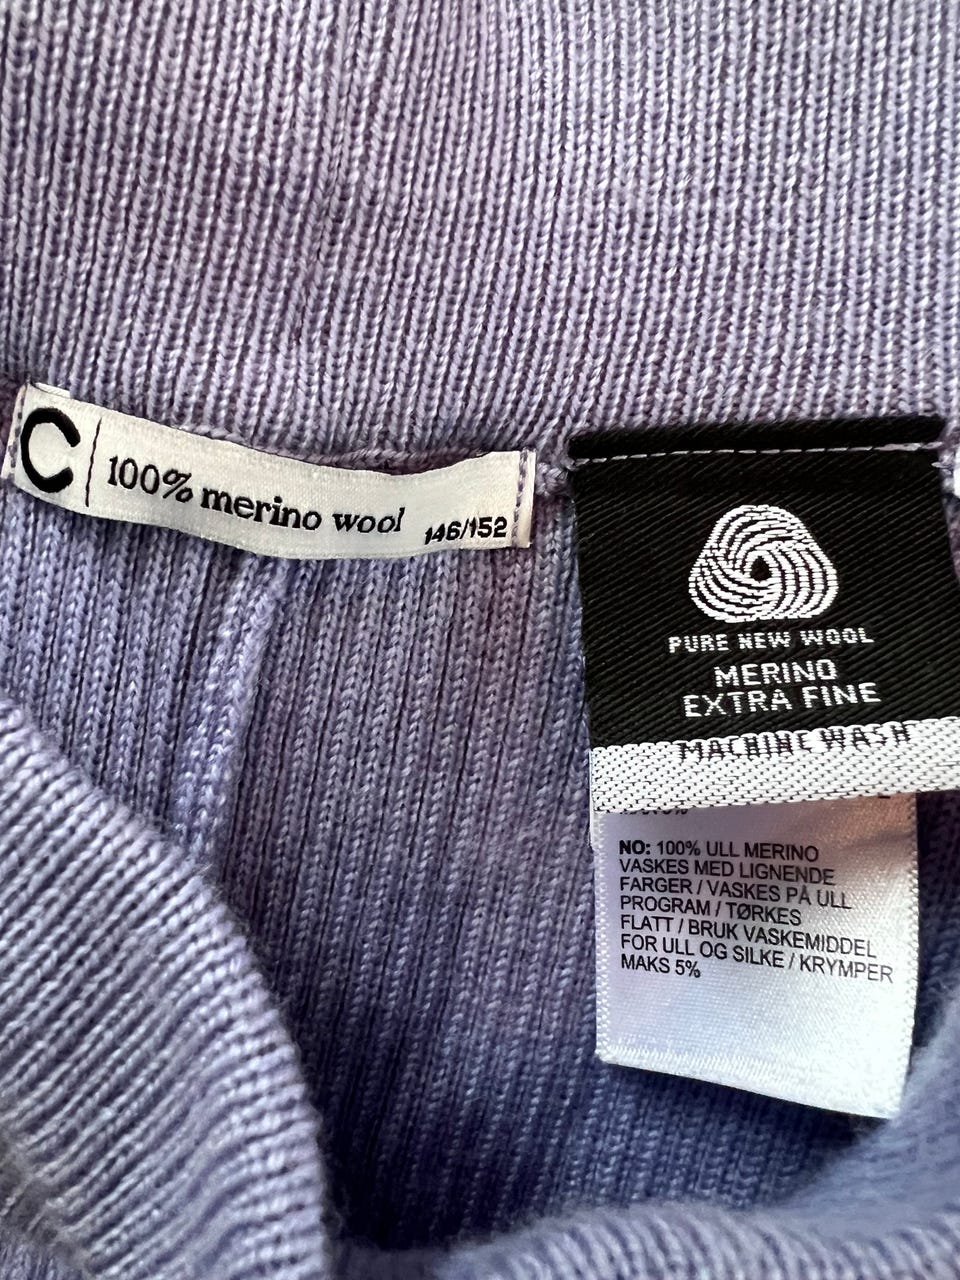 C 100% merino wool 146/152
PURE NEW WOOL
MERINO
EXTRA FINE
MACHINE WASH
NO: 100% ULL MERINO
VASKES MED LIGNENDE
FARGER / VASKES PÅ ULL
PROGRAM / TØRKES
FLATT / BRUK VASKEMIDDEL
FOR ULL OG SILKE / KRYMPER
MAKS 5%